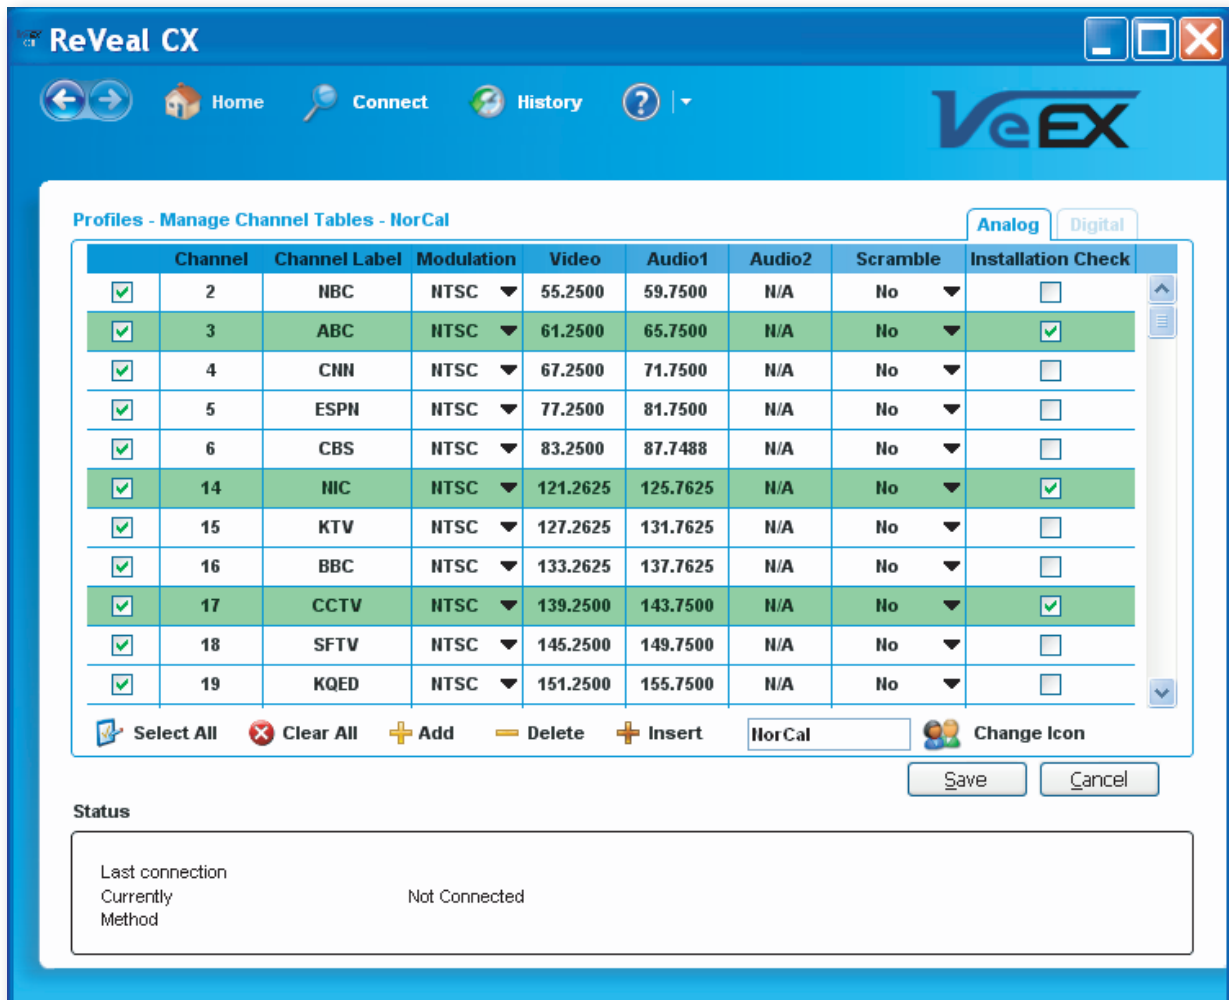 ReVeal CX
Home Connect History ?
VeEX
Profiles - Manage Channel Tables - NorCal
Analog Digital
Channel Channel Label Modulation Video Audio1 Audio2 Scramble Installation Check
2 NBC NTSC 55.2500 59.7500 N/A No
3 ABC NTSC 61.2500 65.7500 N/A No
4 CNN NTSC 67.2500 71.7500 N/A No
5 ESPN NTSC 77.2500 81.7500 N/A No
6 CBS NTSC 83.2500 87.7488 N/A No
14 NIC NTSC 121.2625 125.7625 N/A No
15 KTV NTSC 127.2625 131.7625 N/A No
16 BBC NTSC 133.2625 137.7625 N/A No
17 CCTV NTSC 139.2500 143.7500 N/A No
18 SFTV NTSC 145.2500 149.7500 N/A No
19 KQED NTSC 151.2500 155.7500 N/A No
Select All Clear All Add Delete Insert NorCal Change Icon
Save Cancel
Status
Last connection
Currently Not Connected
Method